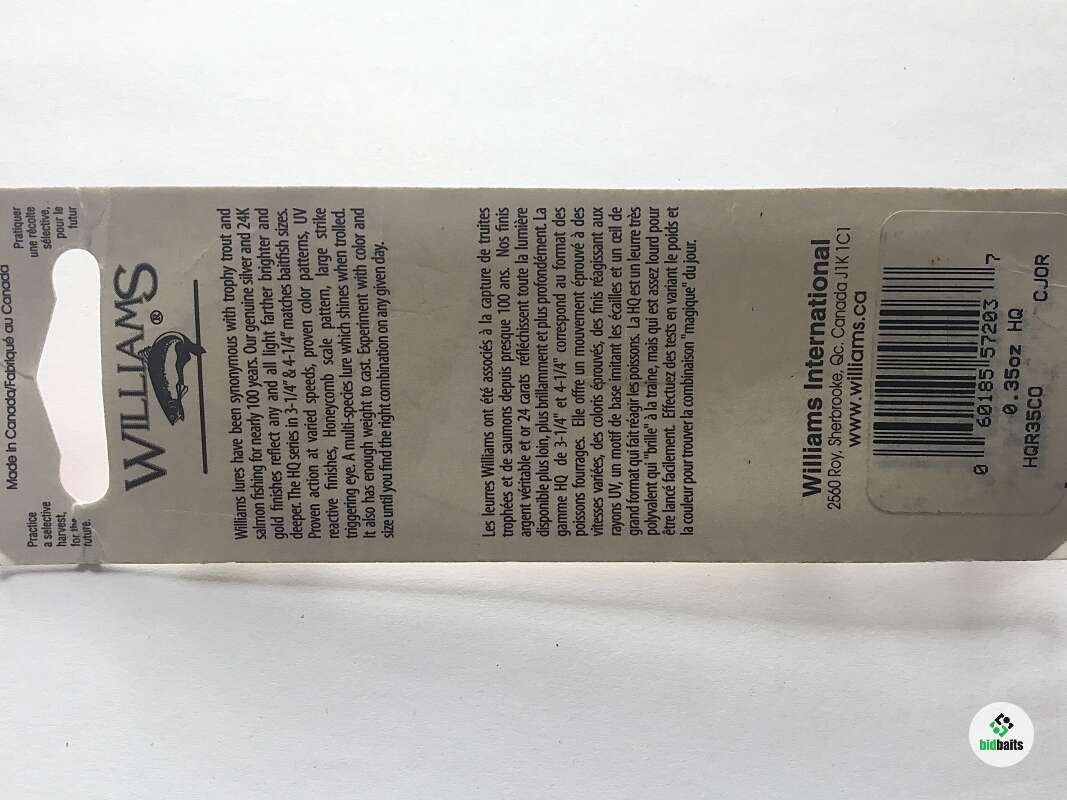 Made in Canada/Fabriqué au Canada
Practice
a selective
harvest,
for the
future.
Pratiquer
une récolte
sélective,
pour le
futur
WILLIAMS
®
Williams lures have been synonymous with trophy trout and
salmon fishing for nearly 100 years. Our genuine silver and 24K
gold finishes reflect any and all light farther brighter and
deeper. The HQ series in 3-1/4" & 4-1/4" matches baitfish sizes.
Proven action at varied speeds, proven color patterns, UV
reactive finishes, Honeycomb scale pattern, large strike
triggering eye. A multi-species lure which shines when trolled.
It also has enough weight to cast. Experiment with color and
size until you find the right combination on any given day.
Les leurres Williams ont été associés à la capture de truites
trophées et de saumons depuis presque 100 ans. Nos finis
argent véritable et or 24 carats réfléchissent toute la lumière
disponible plus loin, plus brillamment et plus profondément. La
gamme HQ de 3-1/4" et 4-1/4" correspond au format des
poissons fourrages. Elle offre un mouvement éprouvé à des
vitesses variées, des coloris éprouvés, des finis réagissant aux
rayons UV, un motif de base imitant les écailles et un œil de
grand format qui fait réagir les poissons. La HQ est un leurre très
polyvalent qui "brille" à la traîne, mais qui est assez lourd pour
être lancé facilement. Effectuez des tests en variant le poids et
la couleur pour trouver la combinaison "magique" du jour.
Williams International
2560 Roy, Sherbrooke, Qc. Canada J1K 1C1
www.williams.ca
0 60185 57203 7
0.35oz HQ
HQR35CO CJOR
bidbaits